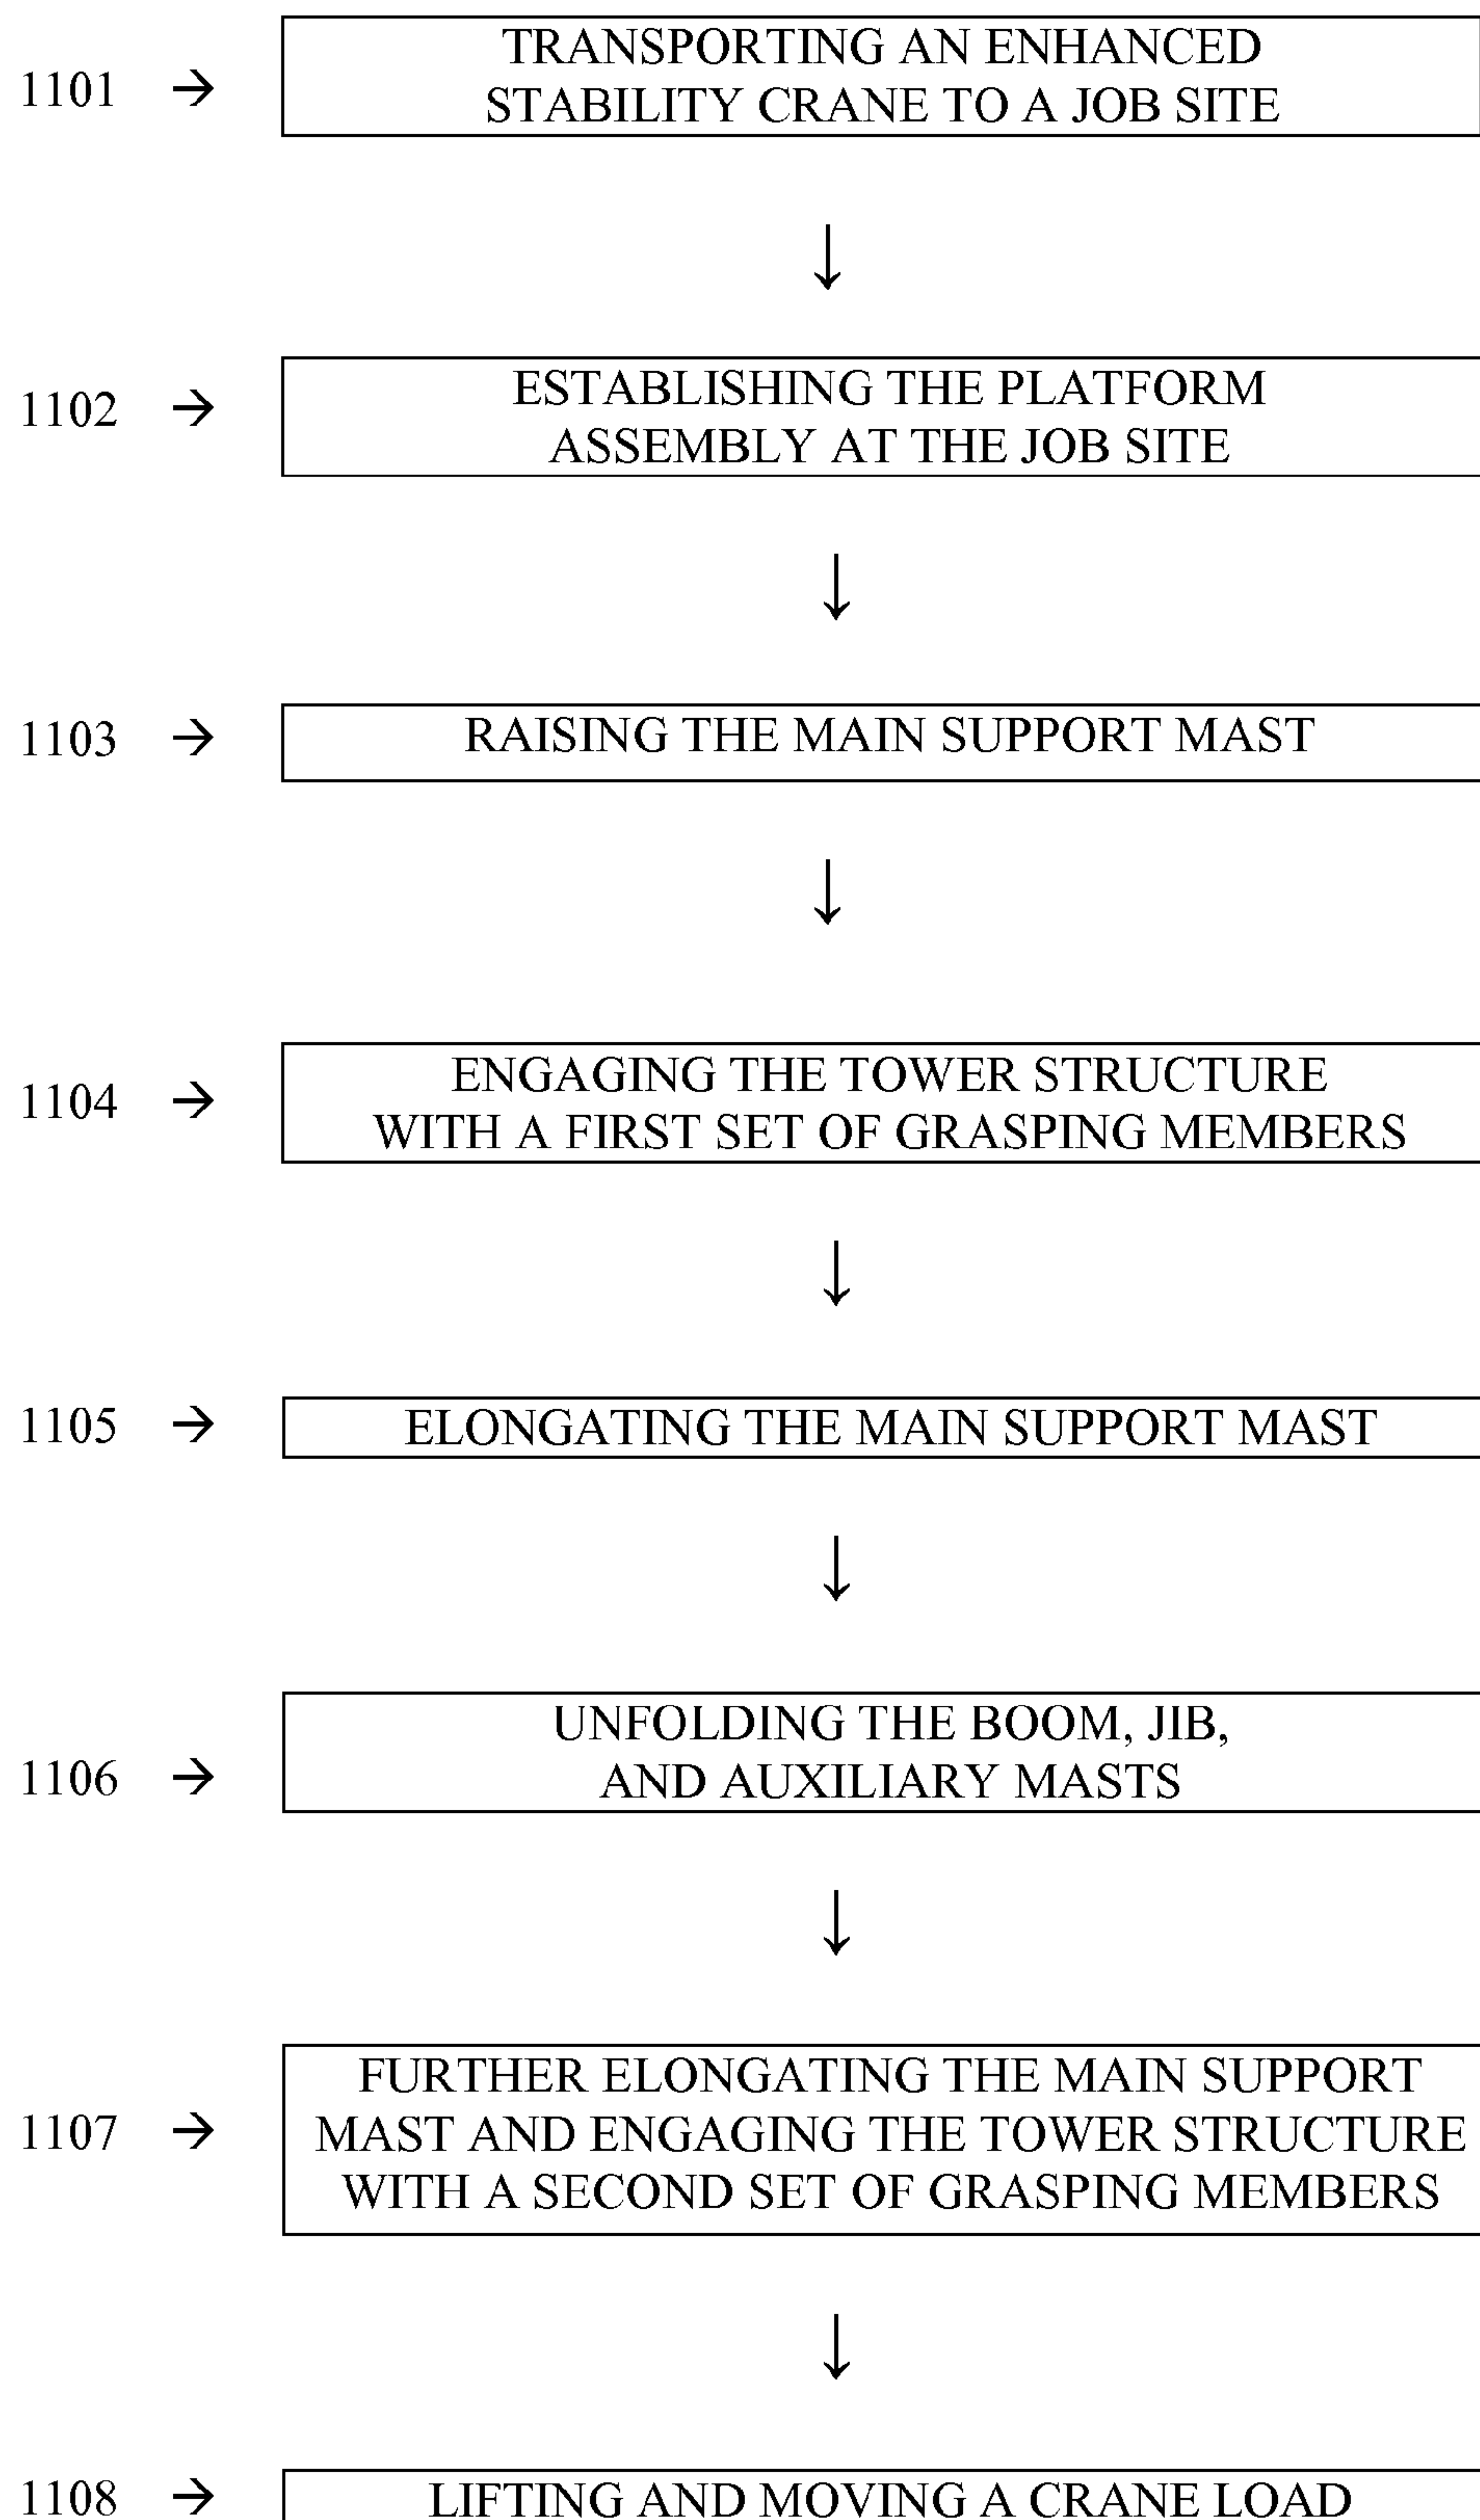 TRANSPORTING AN ENHANCED
1101 → STABILITY CRANE TO A JOB SITE
ESTABLISHING THE PLATFORM
1102 → ASSEMBLY AT THE JOB SITE
1103 → RAISING THE MAIN SUPPORT MAST
ENGAGING THE TOWER STRUCTURE
1104 → WITH A FIRST SET OF GRASPING MEMBERS
1105 → ELONGATING THE MAIN SUPPORT MAST
UNFOLDING THE BOOM, JIB,
1106 → AND AUXILIARY MASTS
FURTHER ELONGATING THE MAIN SUPPORT
1107 → MAST AND ENGAGING THE TOWER STRUCTURE
WITH A SECOND SET OF GRASPING MEMBERS
1108 → LIFTING AND MOVING A CRANE LOAD